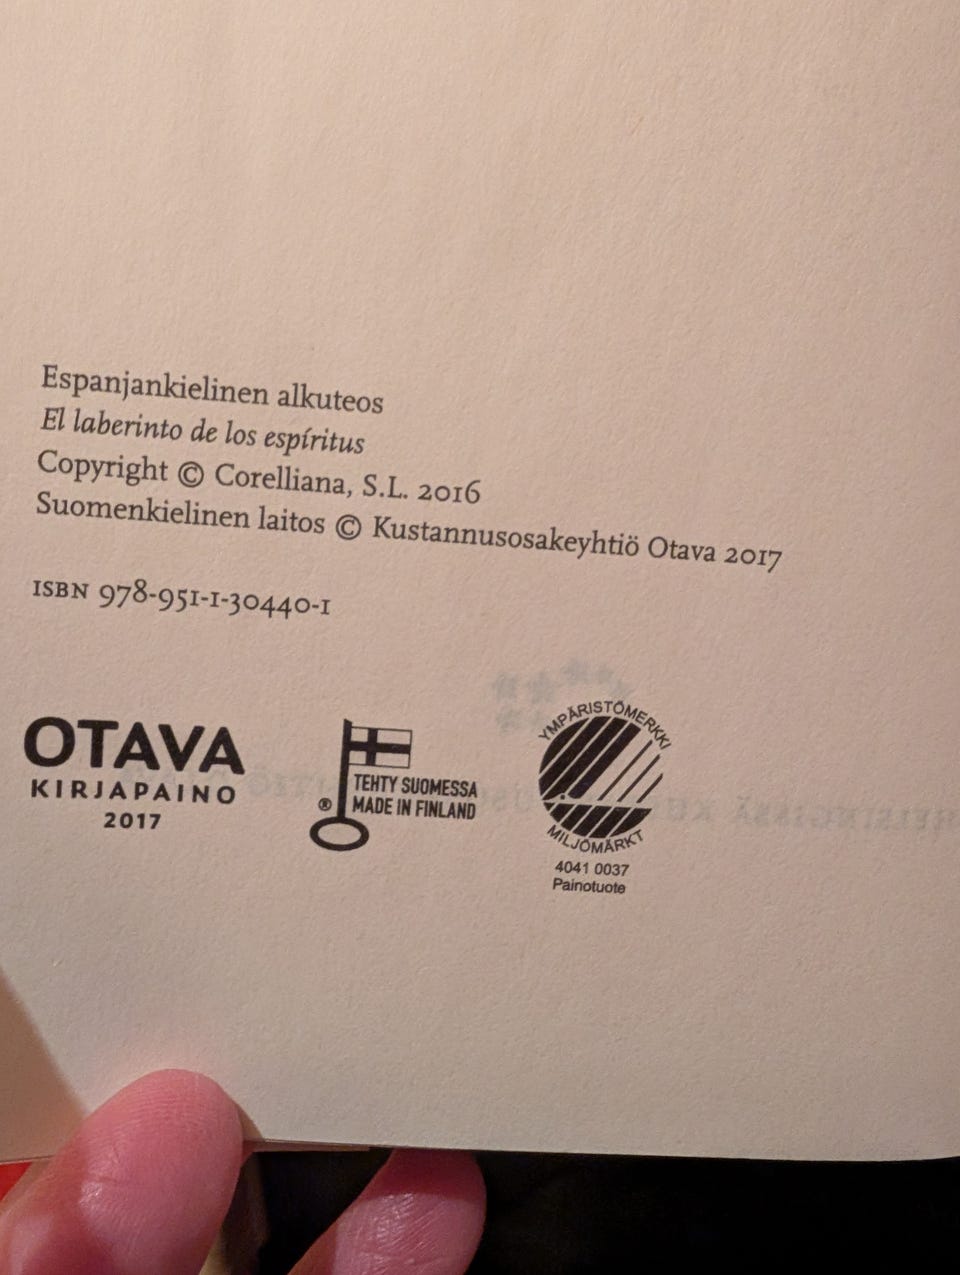 Espanjankielinen alkuteos
El laberinto de los espíritus
Copyright © Corelliana, S.L. 2016
Suomenkielinen laitos © Kustannusosakeyhtiö Otava 2017
ISBN 978-951-1-30440-1
OTAVA
KIRJAPAINO
2017
TEHTY SUOMESSA
® MADE IN FINLAND
YMPÄRISTÖMERKKI
MILJÖMÄRKT
4041 0037
Painotuote